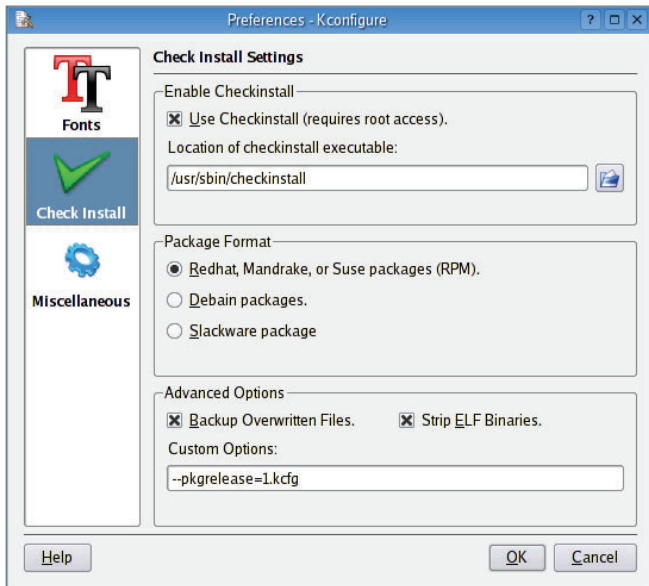 Preferences - Kconfigure
Fonts
Check Install
Miscellaneous
Check Install Settings
Enable Checkinstall
Use Checkinstall (requires root access).
Location of checkinstall executable:
/usr/sbin/checkinstall
Package Format
Redhat, Mandrake, or Suse packages (RPM).
Debain packages.
Slackware package
Advanced Options
Backup Overwritten Files. Strip ELF Binaries.
Custom Options:
--pkgrelease=1.kcfg
Help OK Cancel